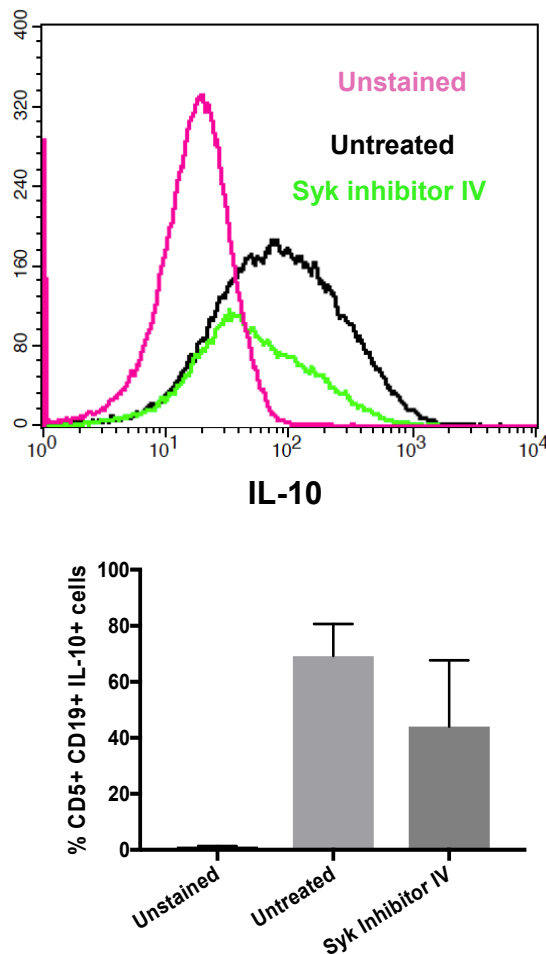 400
320
240
160
80
0
Unstained
Untreated
Syk inhibitor IV
10^0 10^1 10^2 10^3 10^4
IL-10
% CD5+ CD19+ IL-10+ cells
100
80
60
40
20
0
Unstained
Untreated
Syk Inhibitor IV